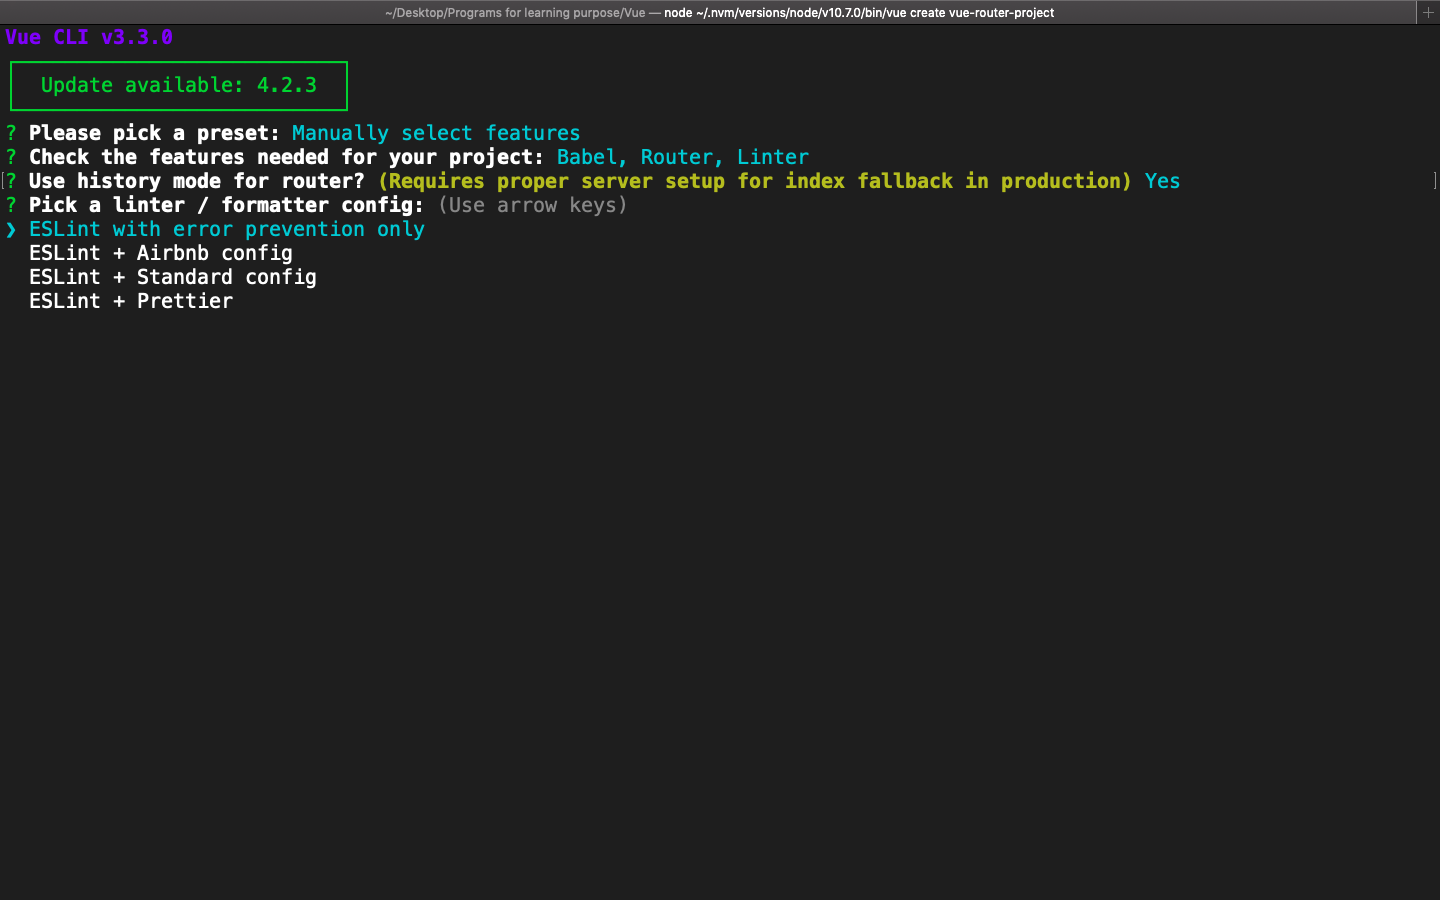 ~/Desktop/Programs for learning purpose/Vue — node ~/.nvm/versions/node/v10.7.0/bin/vue create vue-router-project
Vue CLI v3.3.0
Update available: 4.2.3
? Please pick a preset: Manually select features
? Check the features needed for your project: Babel, Router, Linter
? Use history mode for router? (Requires proper server setup for index fallback in production) Yes
? Pick a linter / formatter config: (Use arrow keys)
❯ ESLint with error prevention only
ESLint + Airbnb config
ESLint + Standard config
ESLint + Prettier